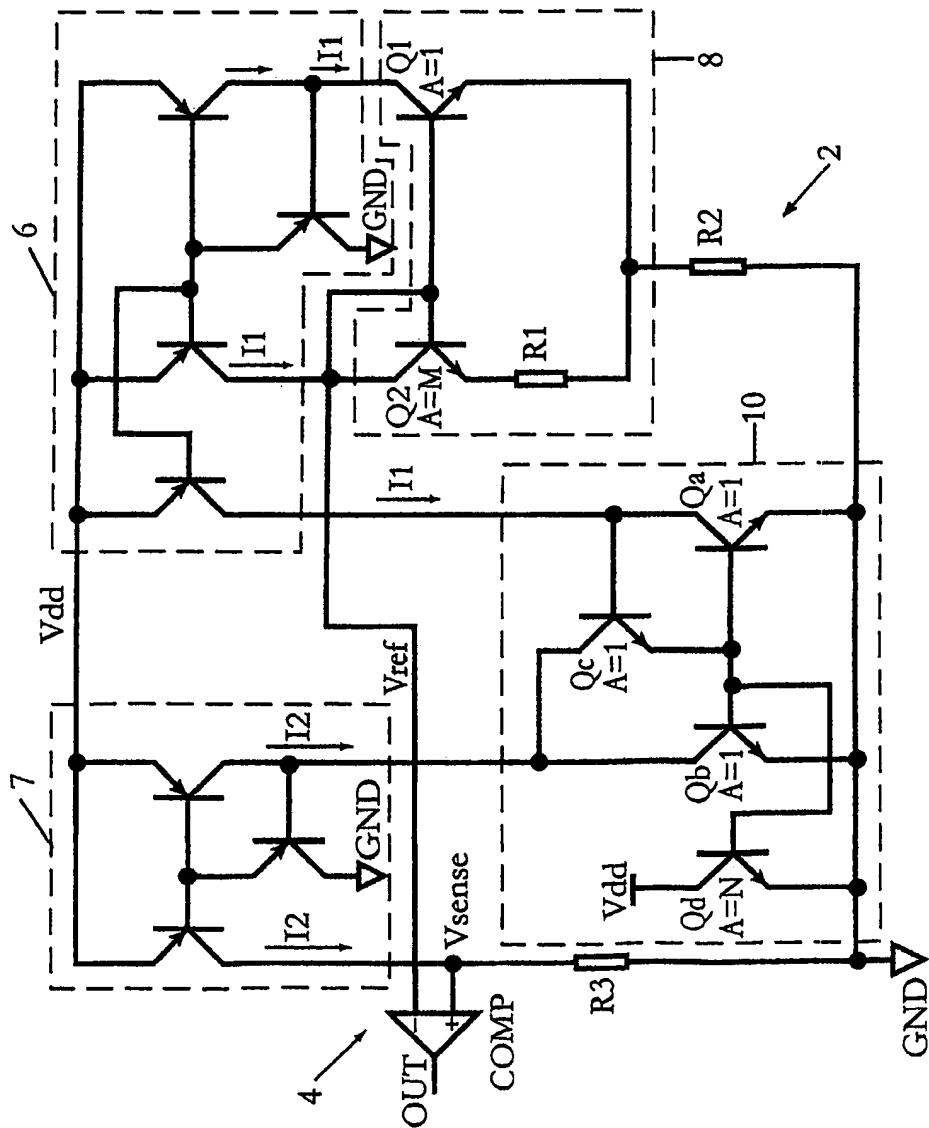 7
6
Vdd
I2
I2
I1
4
I1
GND
GND
Vref
I1
Q2
A=M
Q1
A=1
OUT
−
+
Vsense
COMP
R1
Qc
A=1
R3
Vdd
Qd
A=N
Qb
A=1
Qa
A=1
R2
8
10
2
GND